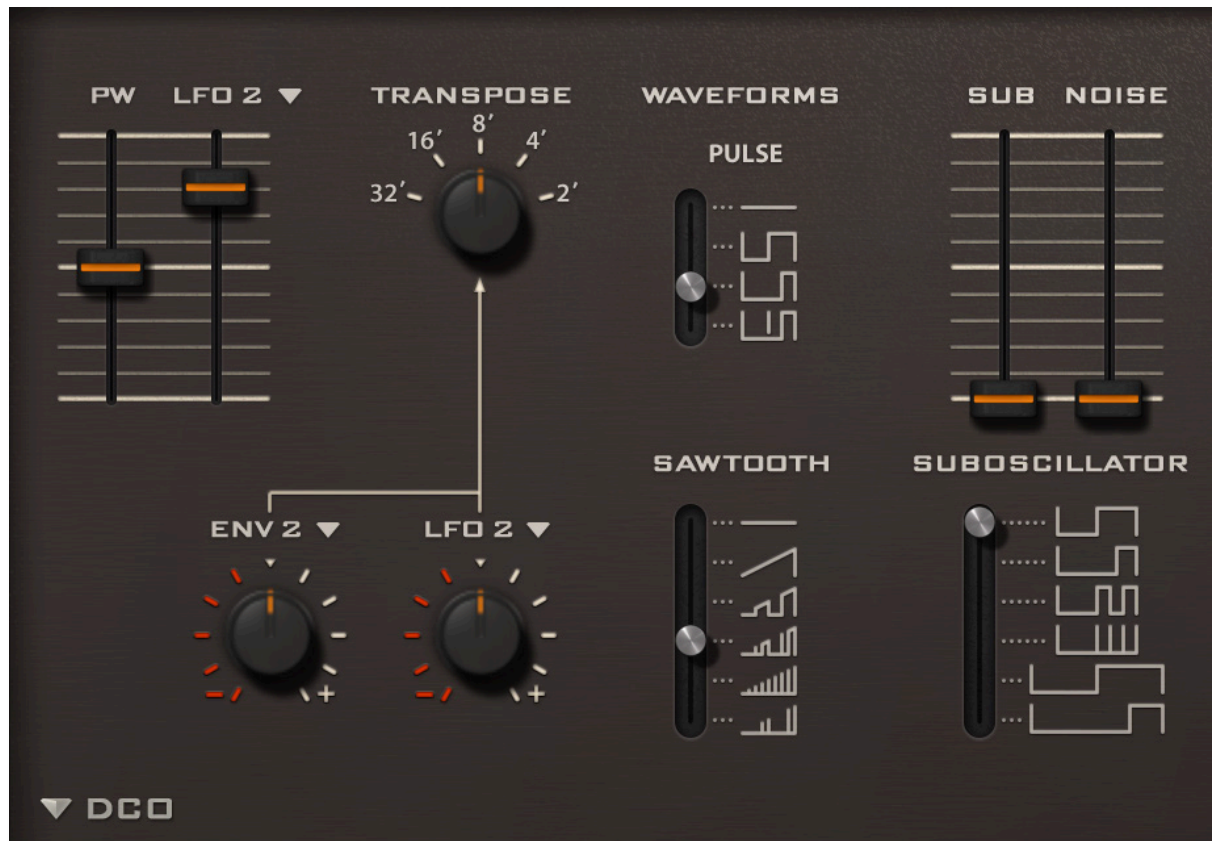 PW LFO 2 ▼
TRANSPOSE
WAVEFORMS
SUB NOISE
8′
16′ 4′
32′ 2′
PULSE
SAWTOOTH
SUBOSCILLATOR
ENV 2 ▼
LFO 2 ▼
− +
− +
▼ DCO